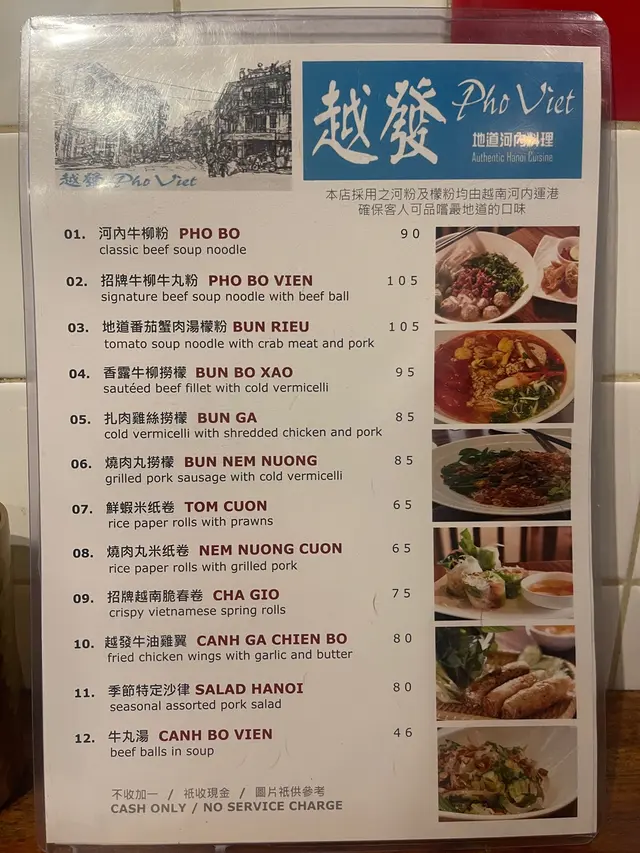 越發 Pho Viet
越發 Pho Viet
地道河內料理
Authentic Hanoi Cuisine
本店採用之河粉及檬粉均由越南河内運港
確保客人可品嚐最地道的口味
01. 河內牛柳粉 PHO BO 90
classic beef soup noodle
02. 招牌牛柳牛丸粉 PHO BO VIEN 105
signature beef soup noodle with beef ball
03. 地道番茄蟹肉湯檬粉 BUN RIEU 105
tomato soup noodle with crab meat and pork
04. 香露牛柳撈檬 BUN BO XAO 95
sautéed beef fillet with cold vermicelli
05. 扎肉雞絲撈檬 BUN GA 85
cold vermicelli with shredded chicken and pork
06. 燒肉丸撈檬 BUN NEM NUONG 85
grilled pork sausage with cold vermicelli
07. 鮮蝦米纸卷 TOM CUON 65
rice paper rolls with prawns
08. 燒肉丸米纸卷 NEM NUONG CUON 65
rice paper rolls with grilled pork
09. 招牌越南脆春卷 CHA GIO 75
crispy vietnamese spring rolls
10. 越發牛油雞翼 CANH GA CHIEN BO 80
fried chicken wings with garlic and butter
11. 季節特定沙律 SALAD HANOI 80
seasonal assorted pork salad
12. 牛丸湯 CANH BO VIEN 46
beef balls in soup
不收加一 / 祇收現金 / 圖片祇供參考
CASH ONLY / NO SERVICE CHARGE